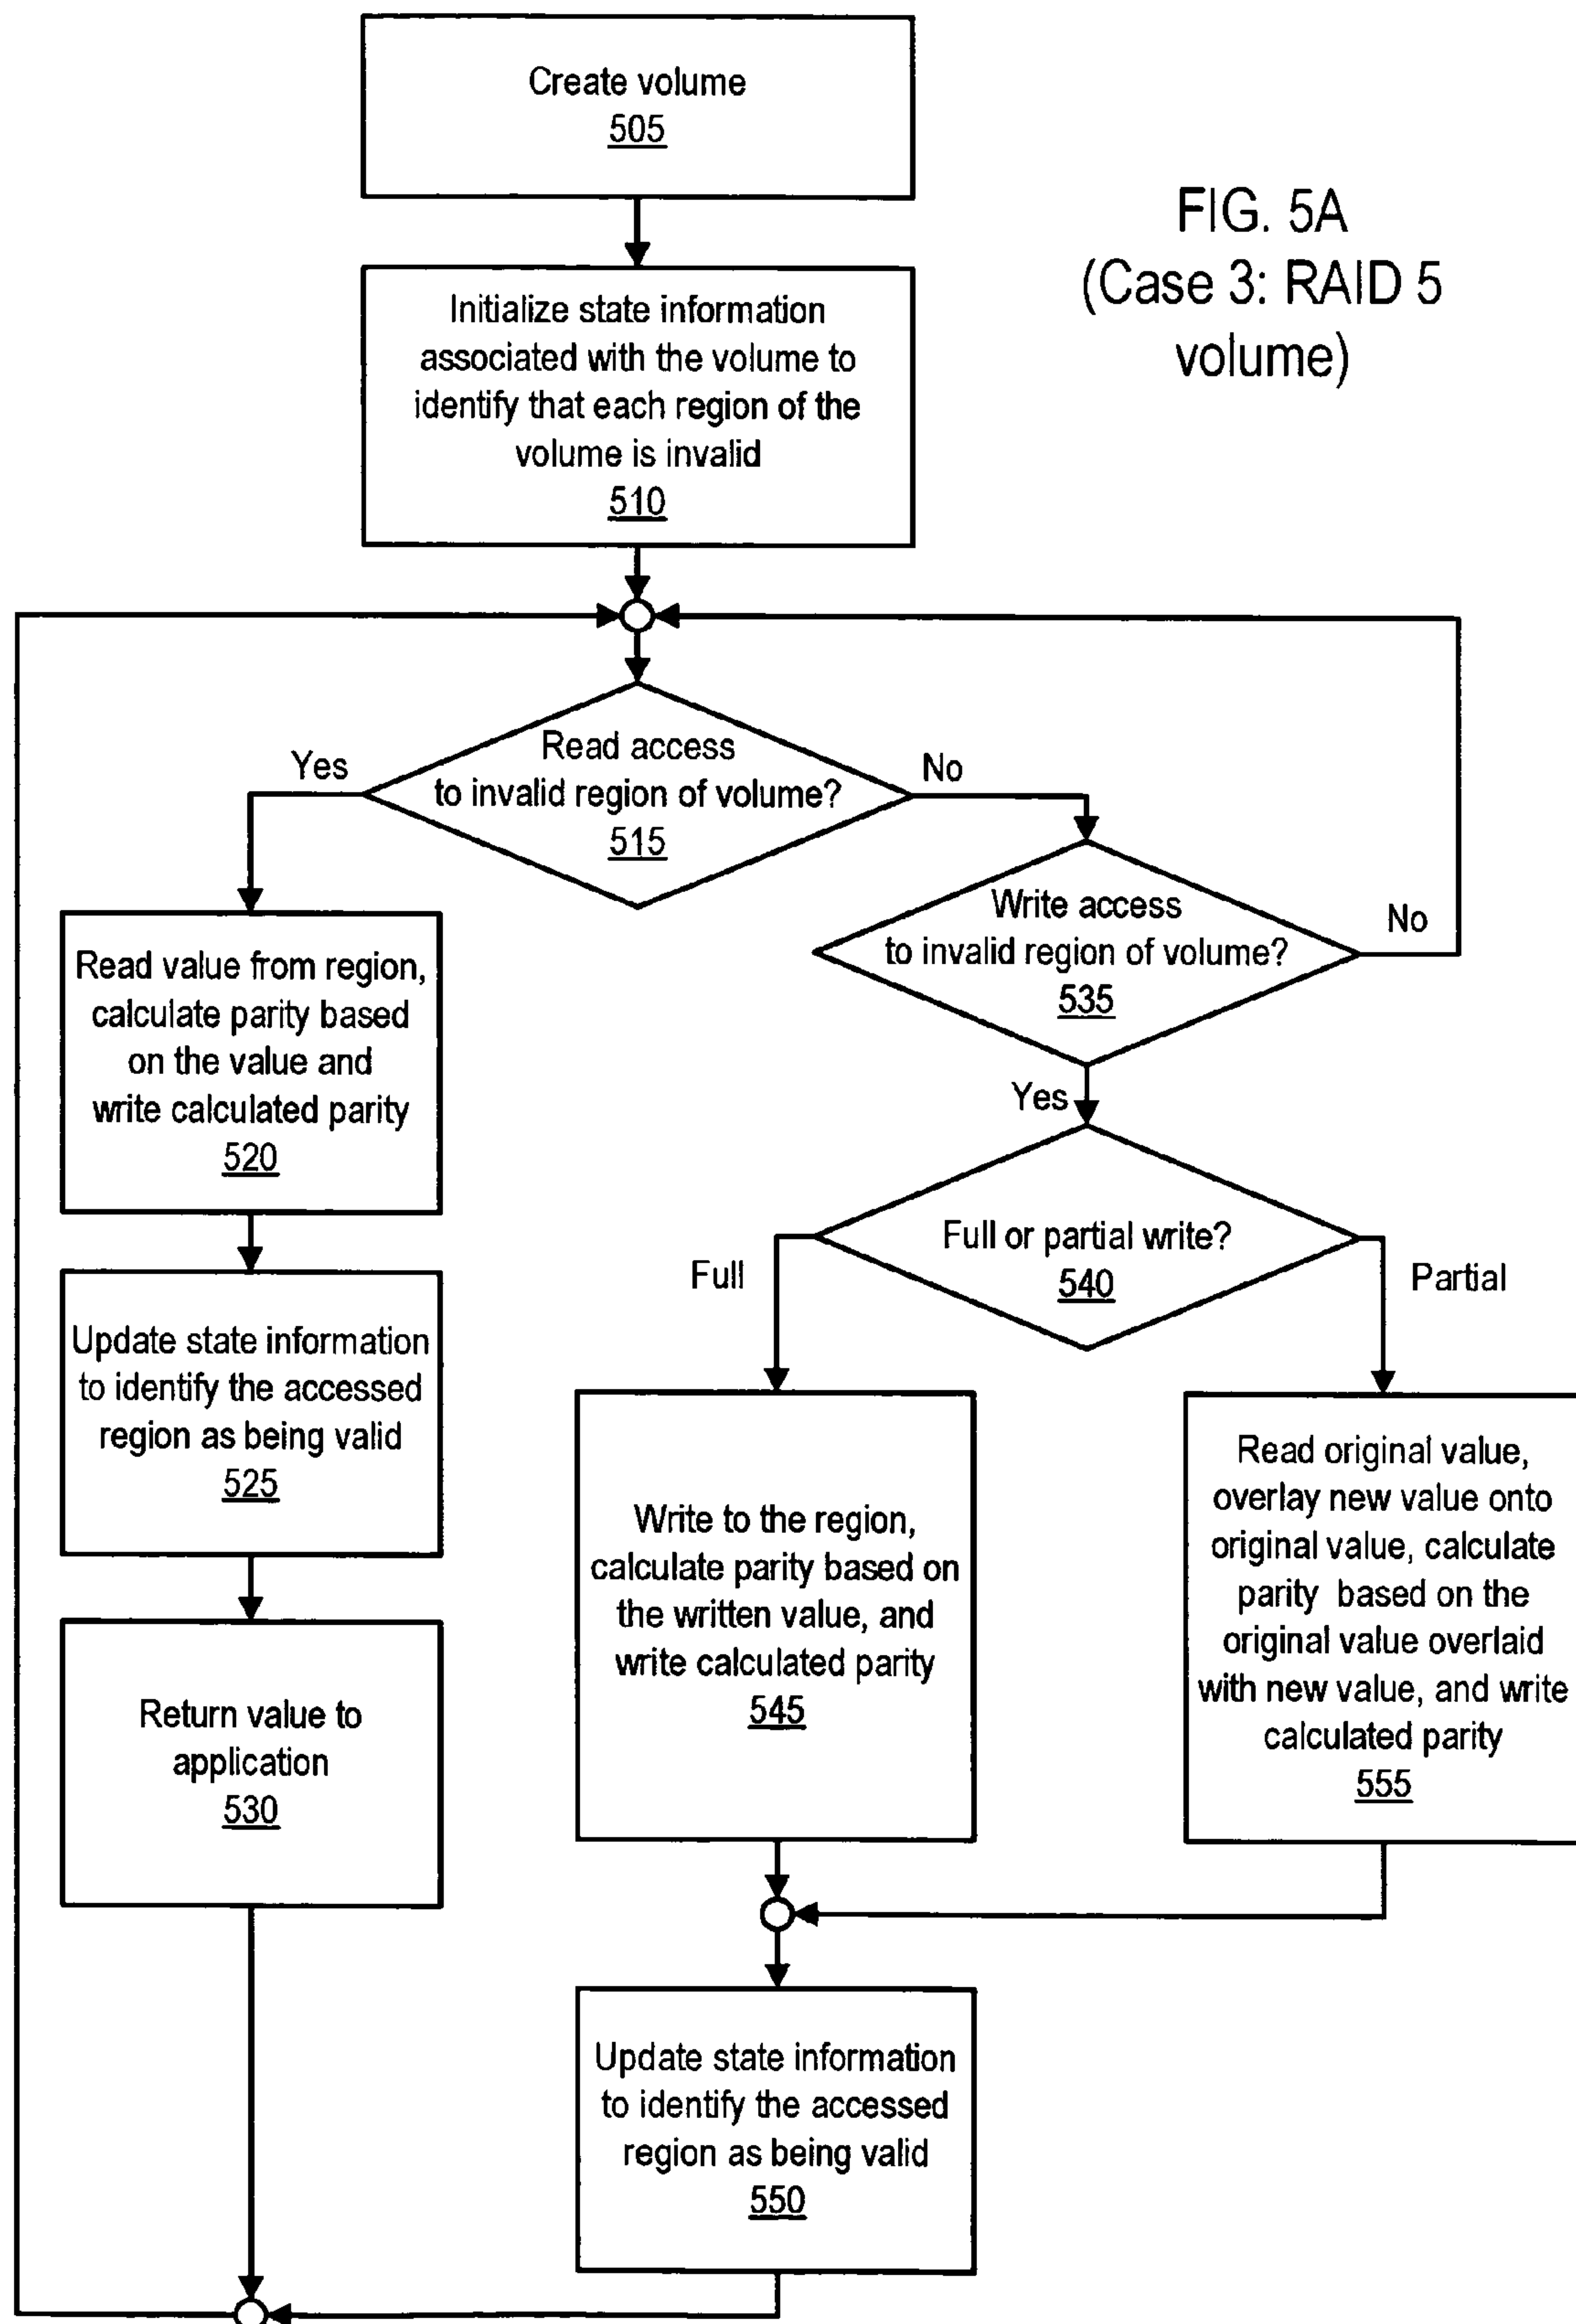 Create volume
505
FIG. 5A
(Case 3: RAID 5
volume)
Initialize state information
associated with the volume to
identify that each region of the
volume is invalid
510
Read access
to invalid region of volume?
515
Yes
No
Write access
to invalid region of volume?
535
No
Yes
Read value from region,
calculate parity based
on the value and
write calculated parity
520
Full or partial write?
540
Full
Partial
Update state information
to identify the accessed
region as being valid
525
Write to the region,
calculate parity based on
the written value, and
write calculated parity
545
Read original value,
overlay new value onto
original value, calculate
parity based on the
original value overlaid
with new value, and write
calculated parity
555
Return value to
application
530
Update state information
to identify the accessed
region as being valid
550